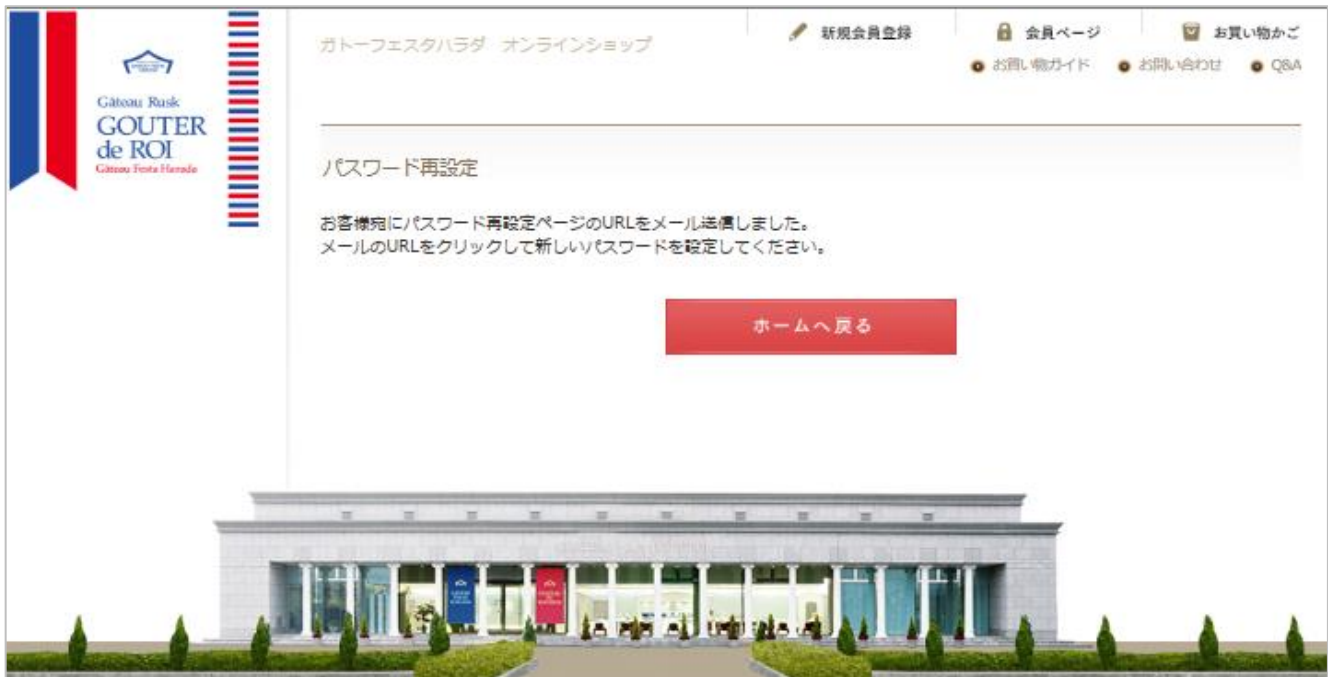 Gâteau Rusk
GOUTER
de ROI
Gâteau Festa Harada
ガトーフェスタハラダ オンラインショップ
新規会員登録
会員ページ
お買い物かご
お買い物ガイド
お問い合わせ
Q&A
パスワード再設定
お客様宛にパスワード再設定ページのURLをメール送信しました。
メールのURLをクリックして新しいパスワードを設定してください。
ホームへ戻る